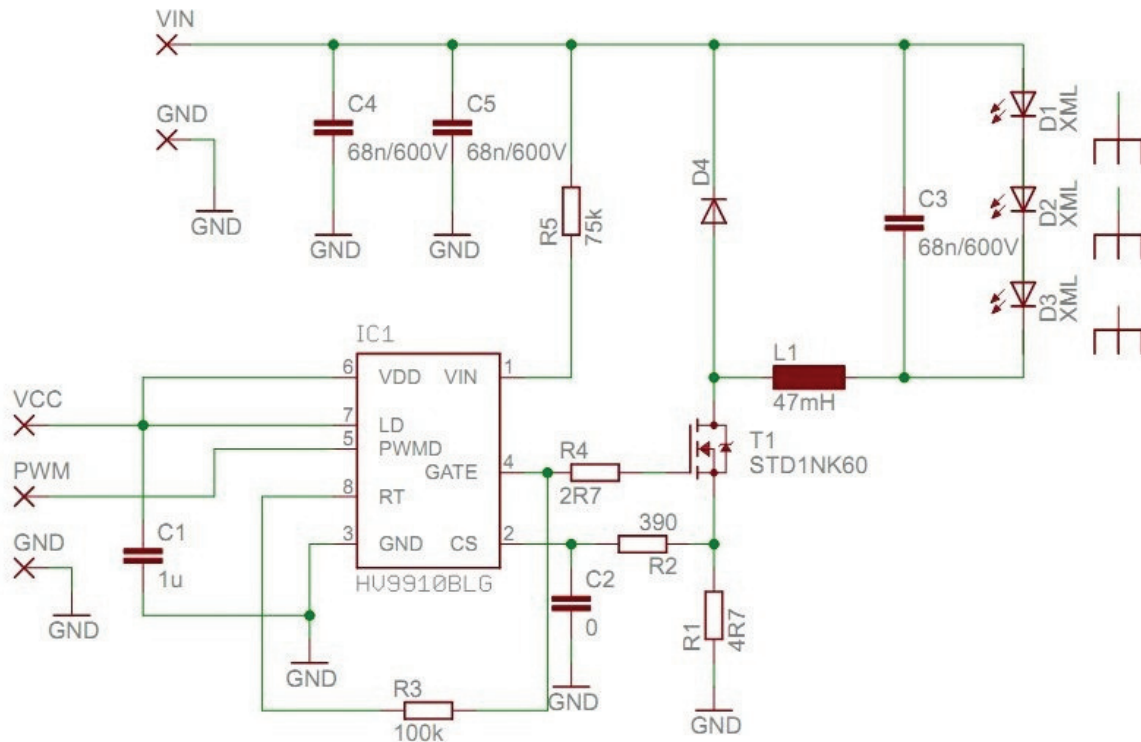 VIN
GND
GND
C4
68n/600V
GND
C5
68n/600V
GND
R5
75k
D4
C3
68n/600V
D1
XML
D2
XML
D3
XML
IC1
6
VDD
VIN
1
7
LD
5
PWMD
GATE
4
8
RT
3
GND
CS
2
HV9910BLG
VCC
PWM
GND
GND
C1
1u
GND
R3
100k
R4
2R7
390
R2
C2
0
GND
L1
47mH
T1
STD1NK60
R1
4R7
GND